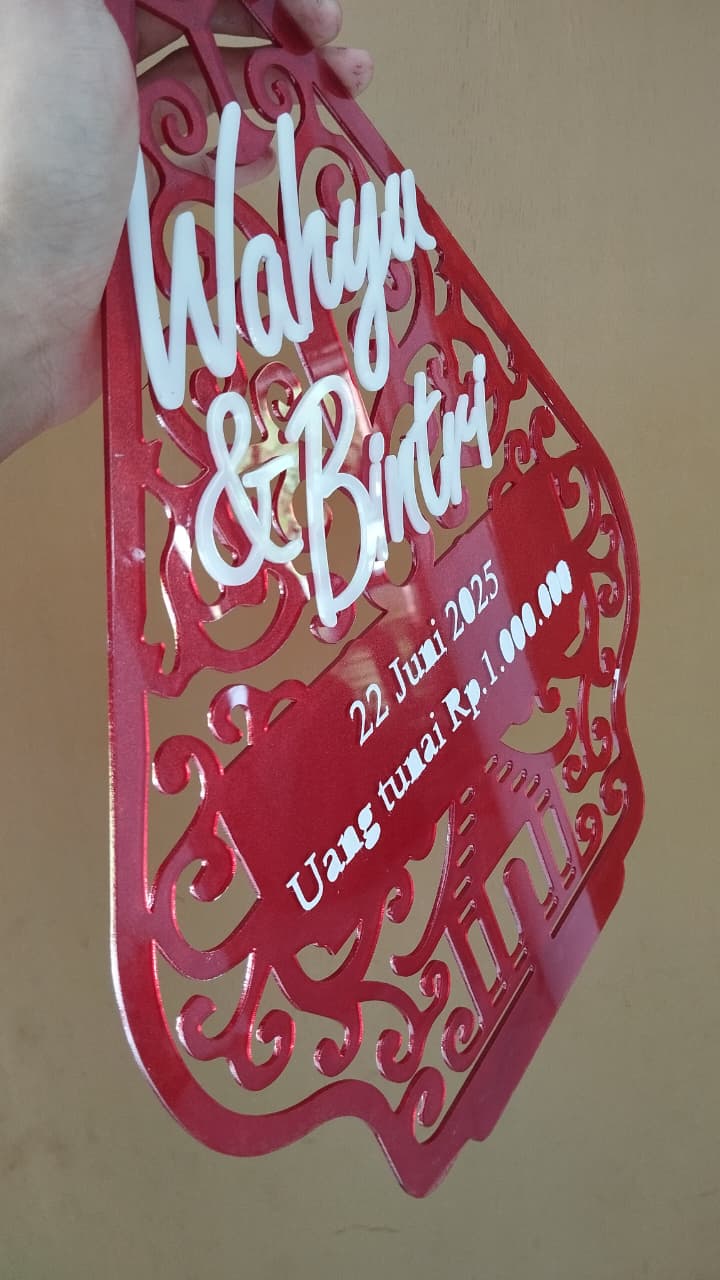 Wahyu
& Bintri
22 Juni 2025
Uang tunai Rp.1.000.000